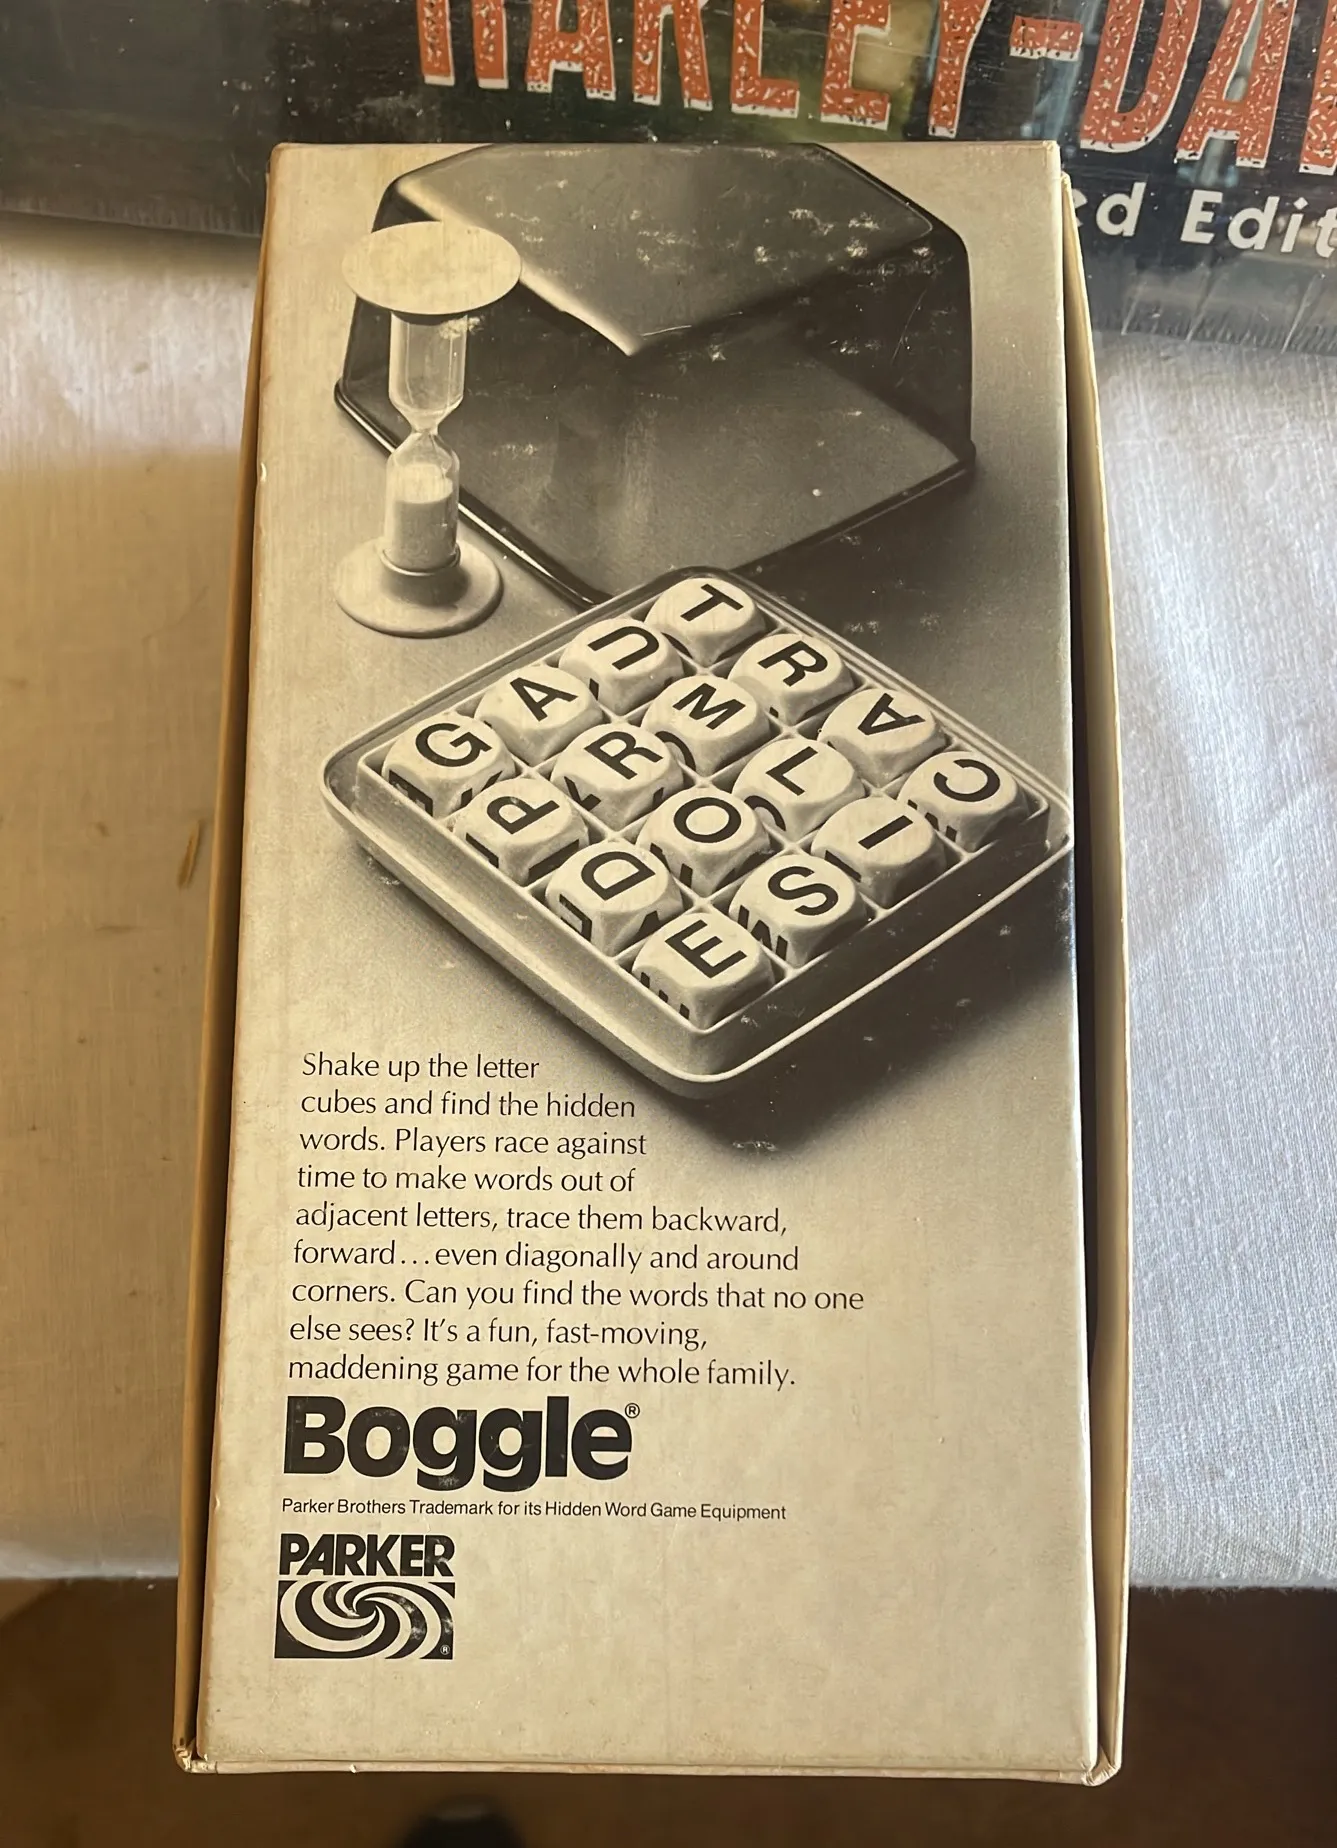 HARLEY-DA
ed Edit
T
U R
A M A
G R L C
P O I
D S
E
Shake up the letter
cubes and find the hidden
words. Players race against
time to make words out of
adjacent letters, trace them backward,
forward...even diagonally and around
corners. Can you find the words that no one
else sees? It's a fun, fast-moving,
maddening game for the whole family.
Boggle®
Parker Brothers Trademark for its Hidden Word Game Equipment
PARKER
®